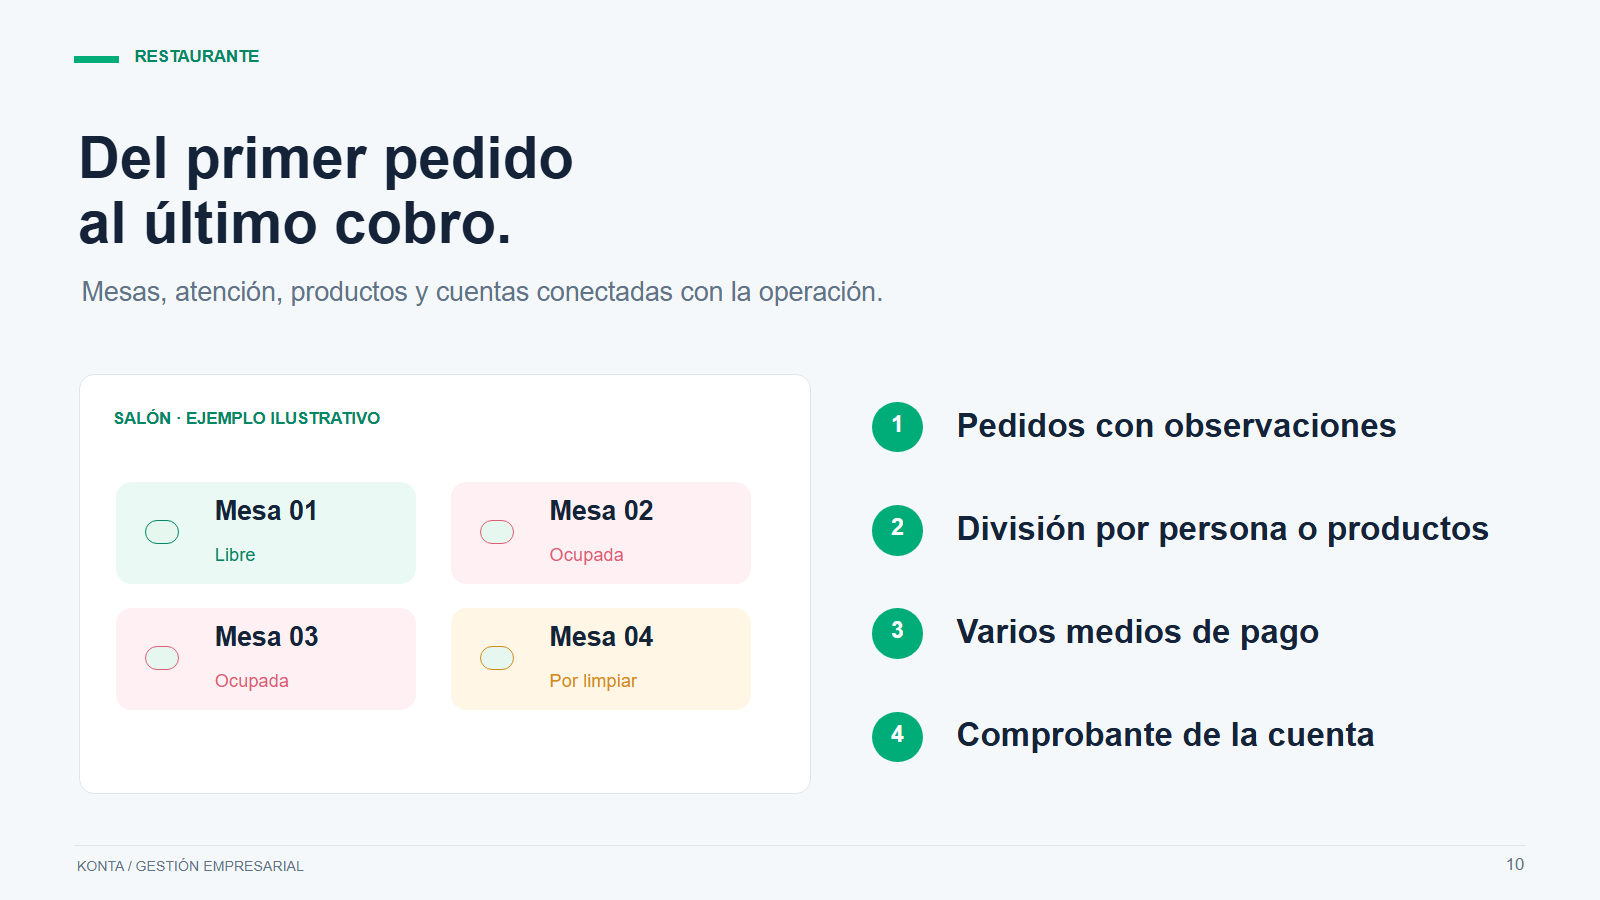 RESTAURANTE
Del primer pedido
al último cobro.
Mesas, atención, productos y cuentas conectadas con la operación.
SALÓN · EJEMPLO ILUSTRATIVO
Mesa 01
Libre
Mesa 02
Ocupada
Mesa 03
Ocupada
Mesa 04
Por limpiar
1 Pedidos con observaciones
2 División por persona o productos
3 Varios medios de pago
4 Comprobante de la cuenta
KONTA / GESTIÓN EMPRESARIAL
10